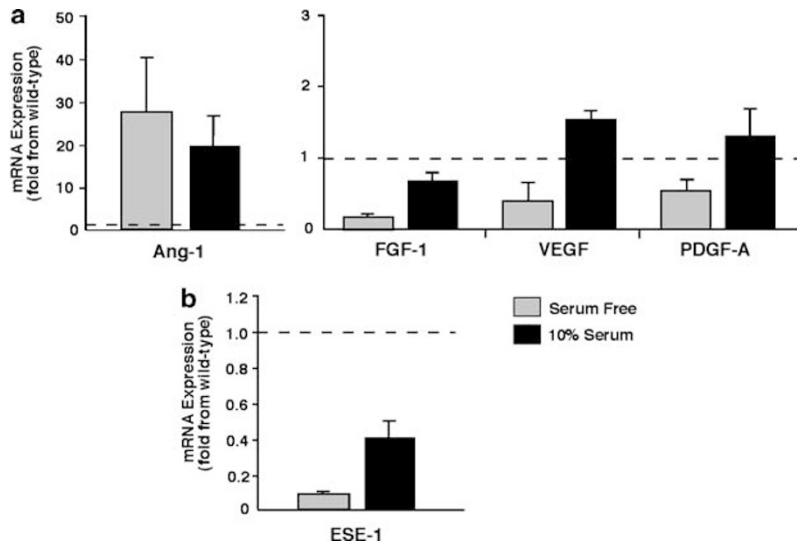 a
mRNA Expression
(fold from wild-type)
50
40
30
20
10
0
Ang-1
3
2
1
0
FGF-1
VEGF
PDGF-A
b
mRNA Expression
(fold from wild-type)
1.2
1.0
0.8
0.6
0.4
0.2
0
ESE-1
Serum Free
10% Serum